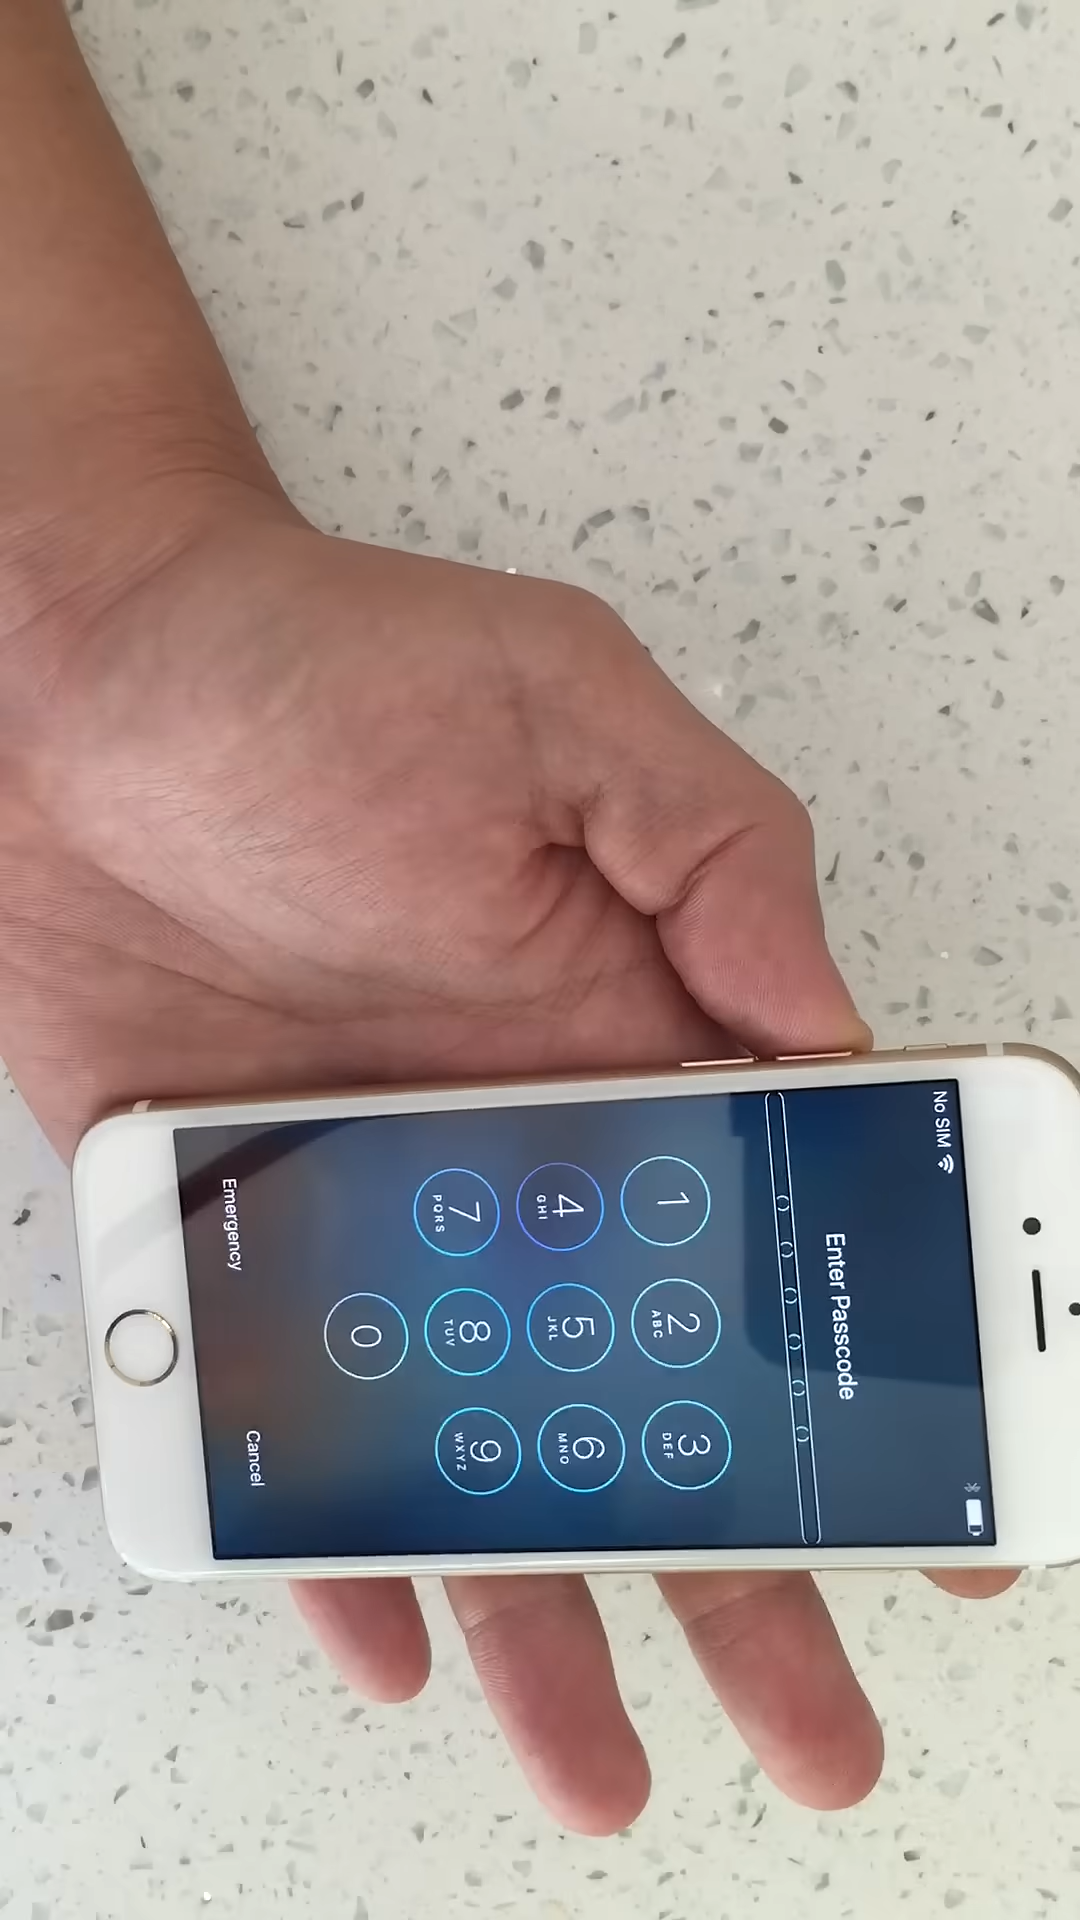 No SIM
Enter Passcode
1 2 3
ABC DEF
4 5 6
GHI JKL MNO
7 8 9
PQRS TUV WXYZ
0
Emergency Cancel